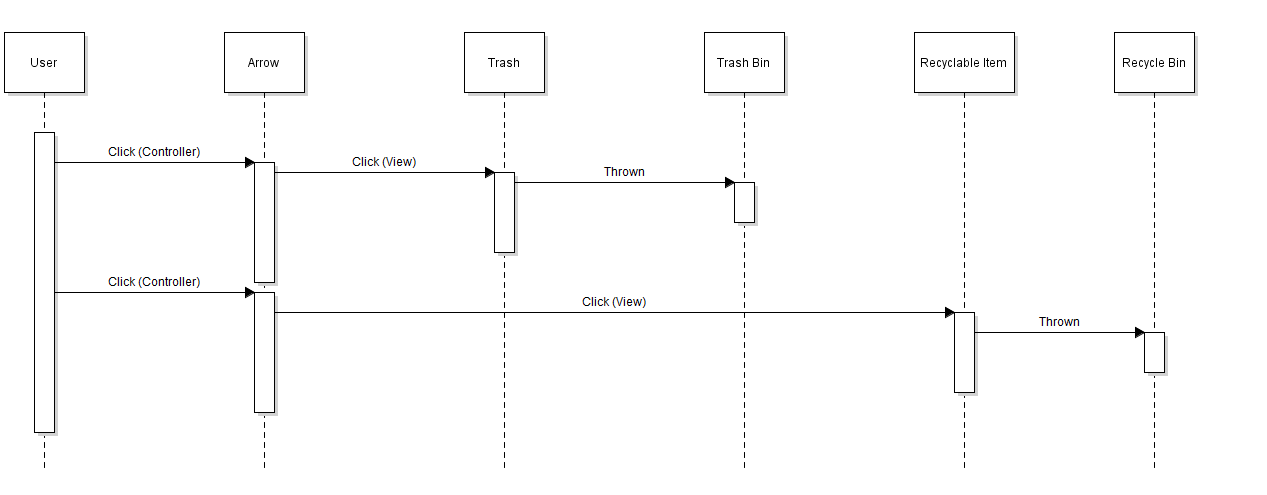 User
Arrow
Trash
Trash Bin
Recyclable Item
Recycle Bin
Click (Controller)
Click (View)
Thrown
Click (Controller)
Click (View)
Thrown